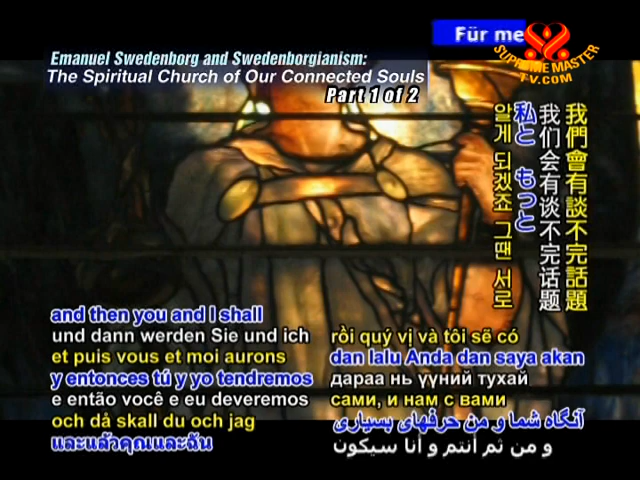 Für me
SUPREME MASTER
TV.COM
Emanuel Swedenborg and Swedenborgianism:
The Spiritual Church of Our Connected Souls
Part 1 of 2
我們會有談不完話題
我们会有谈不完话题
私と もっと
알게 되겠죠 그땐 서로
and then you and I shall
und dann werden Sie und ich
et puis vous et moi aurons
y entonces tú y yo tendremos
e então você e eu deveremos
och då skall du och jag
และแล้วคุณและฉัน
rồi quý vị và tôi sẽ có
dan lalu Anda dan saya akan
дараа нь үүний тухай
сами, и нам с вами
آنگاه شما و من حرفهای بسیاری
و من ثم أنتم و أنا سيكون